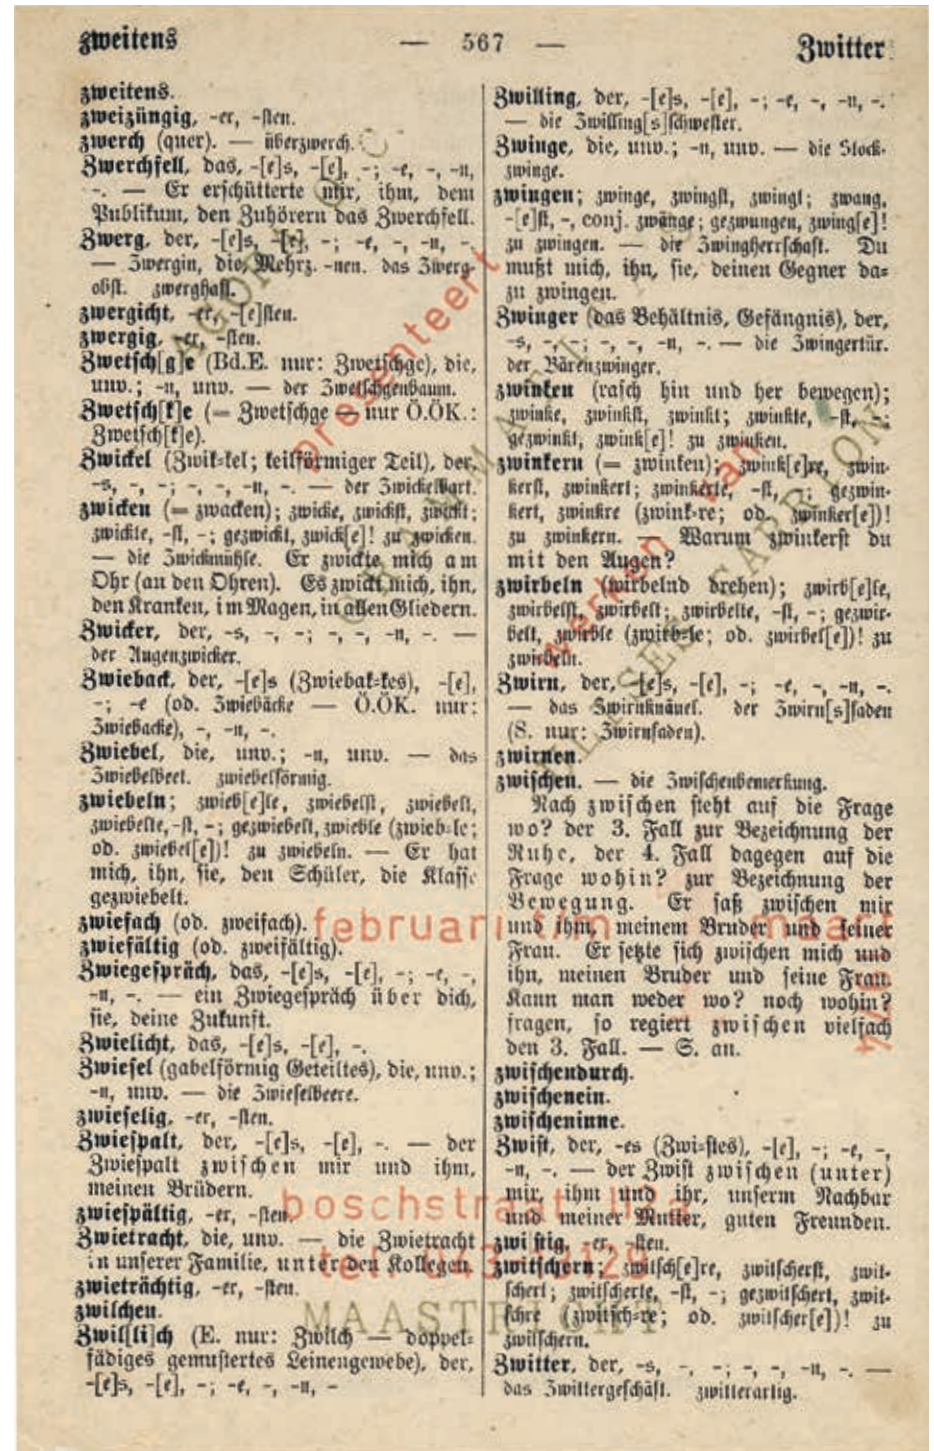 zweitens
— 567 —
Zwitter
zweitens.
zweizüngig, -er, -sten.
zwerch (quer). — überzwerch.
Zwerchfell, das, -[e]s, -[e], -; -e, -, -n,
-. — Er erschütterte mir, ihm, dem
Publikum, den Zuhörern das Zwerchfell.
Zwerg, der, -[e]s, -[e], -; -e, -, -n, -.
— Zwergin, die, Mehrz. -nen. das Zwerg-
obst. zwerghaft.
zwergicht, -er, -[e]sten.
zwergig, -er, -sten.
Zwetsch[g]e (Bd.E. nur: Zwetschge), die,
unv.; -n, unv. — der Zwetschgenbaum.
Zwetsch[k]e (= Zwetschge — nur Ö.ÖK.:
Zwetsch[k]e).
Zwickel (Zwik-kel; keilförmiger Teil), der,
-s, -, -; -, -, -n, -. — der Zwickelbart.
zwicken (= zwacken); zwicke, zwickst, zwickt;
zwickte, -st, -; gezwickt, zwick[e]! zu zwicken.
— die Zwickmühle. Er zwickte mich am
Ohr (an den Ohren). Es zwickt mich, ihn,
den Kranken, im Magen, in allen Gliedern.
Zwicker, der, -s, -, -; -, -, -n, -. —
der Augenzwicker.
Zwieback, der, -[e]s (Zwiebak-kes), -[e],
-; -e (od. Zwiebäcke — Ö.ÖK. nur:
Zwiebacke), -, -n, -.
Zwiebel, die, unv.; -n, unv. — das
Zwiebelbeet. zwiebelförmig.
zwiebeln; zwieb[e]le, zwiebelst, zwiebelt,
zwiebelte, -st, -; gezwiebelt, zwieble (zwieb-le;
od. zwiebel[e])! zu zwiebeln. — Er hat
mich, ihn, sie, den Schüler, die Klasse
gezwiebelt.
zwiefach (od. zweifach).
zwiefältig (od. zweifältig).
Zwiegespräch, das, -[e]s, -[e], -; -e, -,
-n, -. — ein Zwiegespräch über dich,
sie, deine Zukunft.
Zwielicht, das, -[e]s, -[e], -.
Zwiesel (gabelförmig Geteiltes), die, unv.;
-n, unv. — die Zwieselbeere.
zwieselig, -er, -sten.
Zwiespalt, der, -[e]s, -[e], -. — der
Zwiespalt zwischen mir und ihm,
meinen Brüdern.
zwiespältig, -er, -sten.
Zwietracht, die, unv. — die Zwietracht
in unserer Familie, unter den Kollegen.
zwieträchtig, -er, -sten.
zwilchen.
Zwil[li]ch (E. nur: Zwilch — doppel-
fädiges gemustertes Leinengewebe), der,
-[e]s, -[e], -; -e, -, -n, -
Zwilling, der, -[e]s, -[e], -; -e, -, -n, -.
— die Zwilling[s]schwester.
Zwinge, die, unv.; -n, unv. — die Stock-
zwinge.
zwingen; zwinge, zwingst, zwingt; zwang,
-[e]st, -, conj. zwänge; gezwungen, zwing[e]!
zu zwingen. — die Zwingherrschaft. Du
mußt mich, ihn, sie, deinen Gegner da-
zu zwingen.
Zwinger (das Behältnis, Gefängnis), der,
-s, -, -; -, -, -n, -. — die Zwingertür.
der Bärenzwinger.
zwinken (rasch hin und her bewegen);
zwinke, zwinkst, zwinkt; zwinkte, -st, -;
gezwinkt, zwink[e]! zu zwinken.
zwinkern (= zwinken); zwink[e]re, zwin-
kerst, zwinkert; zwinkerte, -st, -; gezwin-
kert, zwinkre (zwink-re; od. zwinker[e])!
zu zwinkern. — Warum zwinkerst du
mit den Augen?
zwirbeln (wirbelnd drehen); zwirb[e]le,
zwirbelst, zwirbelt; zwirbelte, -st, -; gezwir-
belt, zwirble (zwirb-le; od. zwirbel[e])! zu
zwirbeln.
Zwirn, der, -[e]s, -[e], -; -e, -, -n, -.
— das Zwirnknäuel. der Zwirn[s]faden
(S. nur: Zwirnfaden).
zwirnen.
zwischen. — die Zwischenbemerkung.
Nach zwischen steht auf die Frage
wo? der 3. Fall zur Bezeichnung der
Ruhe, der 4. Fall dagegen auf die
Frage wohin? zur Bezeichnung der
Bewegung. Er saß zwischen mir
und ihm, meinem Bruder und seiner
Frau. Er setzte sich zwischen mich und
ihn, meinen Bruder und seine Frau.
Kann man weder wo? noch wohin?
fragen, so regiert zwischen vielfach
den 3. Fall. — S. an.
zwischendurch.
zwischenein.
zwischeninne.
Zwist, der, -es (Zwi-stes), -[e], -; -e, -,
-n, -. — der Zwist zwischen (unter)
mir, ihm und ihr, unserm Nachbar
und meiner Mutter, guten Freunden.
zwistig, -er, -sten.
zwitschern; zwitsch[e]re, zwitscherst, zwit-
schert; zwitscherte, -st, -; gezwitschert, zwit-
schre (zwitsch-re; od. zwitscher[e])! zu
zwitschern.
Zwitter, der, -s, -, -; -, -, -n, -. —
das Zwittergeschäft. zwitterartig.
presenteert
werken van
februari t/m maart
boschstraat
tel. 043
MAASTRICHT